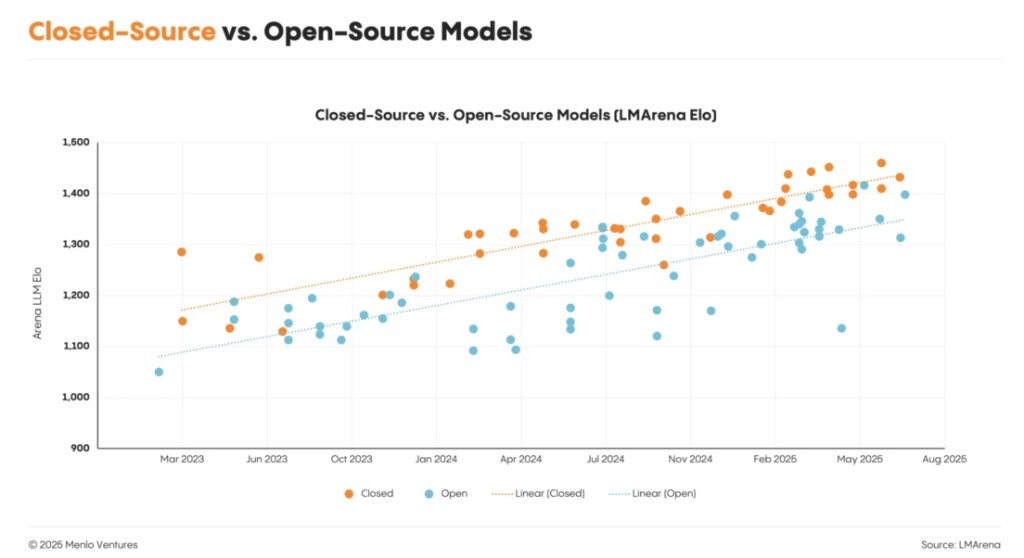 Closed-Source vs. Open-Source Models
Closed-Source vs. Open-Source Models (LMArena Elo)
Arena LLM Elo
1,500
1,400
1,300
1,200
1,100
1,000
900
Mar 2023 Jun 2023 Oct 2023 Jan 2024 Apr 2024 Jul 2024 Nov 2024 Feb 2025 May 2025 Aug 2025
Closed Open Linear (Closed) Linear (Open)
© 2025 Menlo Ventures
Source: LMArena